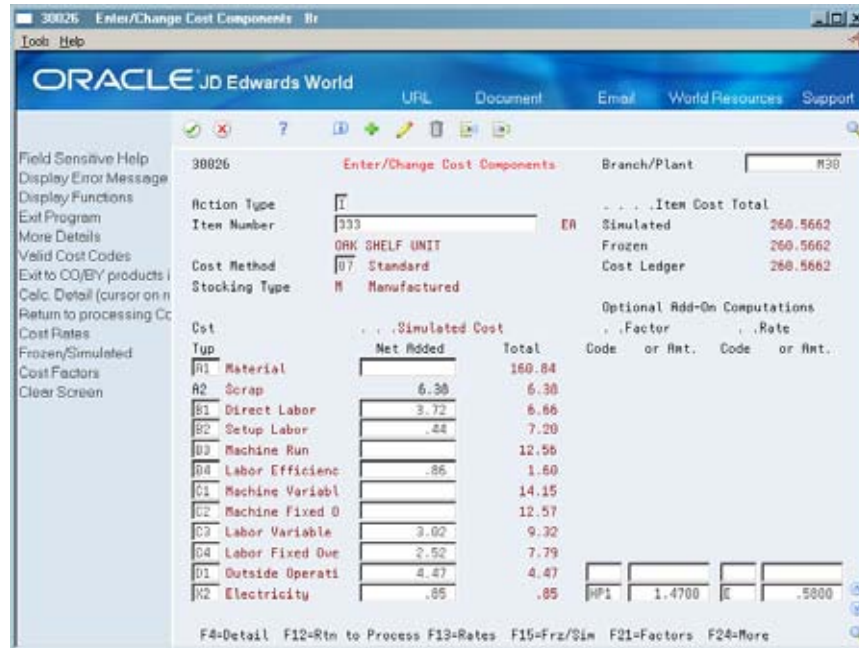 30026 Enter/Change Cost Components Br
Tools Help
ORACLE JD Edwards World
URL Document Email World Resources Support
Field Sensitive Help
Display Error Message
Display Functions
Exit Program
More Details
Valid Cost Codes
Exit to CO/BY products i
Calc. Detail (cursor on n
Return to processing Co
Cost Rates
Frozen/Simulated
Cost Factors
Clear Screen
30026 Enter/Change Cost Components Branch/Plant M30
Action Type I . . . .Item Cost Total
Item Number 333 EA Simulated 260.5662
OAK SHELF UNIT Frozen 260.5662
Cost Method 07 Standard Cost Ledger 260.5662
Stocking Type M Manufactured
Optional Add-On Computations
Cst . . .Simulated Cost . .Factor . .Rate
Typ Net Added Total Code or Amt. Code or Amt.
A1 Material 160.84
A2 Scrap 6.38 6.38
B1 Direct Labor 3.72 6.66
B2 Setup Labor .44 7.20
B3 Machine Run 12.56
B4 Labor Efficienc .86 1.60
C1 Machine Variabl 14.15
C2 Machine Fixed O 12.57
C3 Labor Variable 3.02 9.32
C4 Labor Fixed Ove 2.52 7.79
D1 Outside Operati 4.47 4.47
X2 Electricity .85 .85 HP1 1.4700 E .5800
F4=Detail F12=Rtn to Process F13=Rates F15=Frz/Sim F21=Factors F24=More